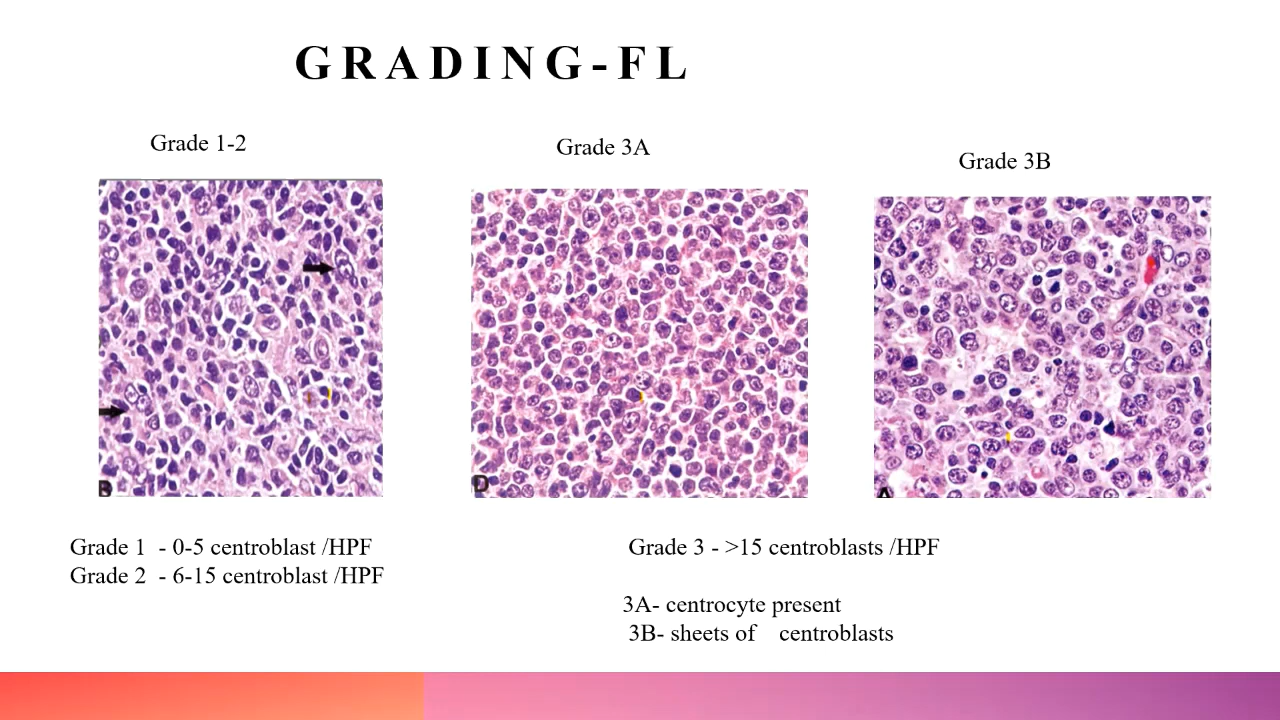 GRADING-FL
Grade 1-2
Grade 3A
Grade 3B
B
D
A
Grade 1 - 0-5 centroblast /HPF
Grade 2 - 6-15 centroblast /HPF
Grade 3 - >15 centroblasts /HPF
3A- centrocyte present
3B- sheets of centroblasts